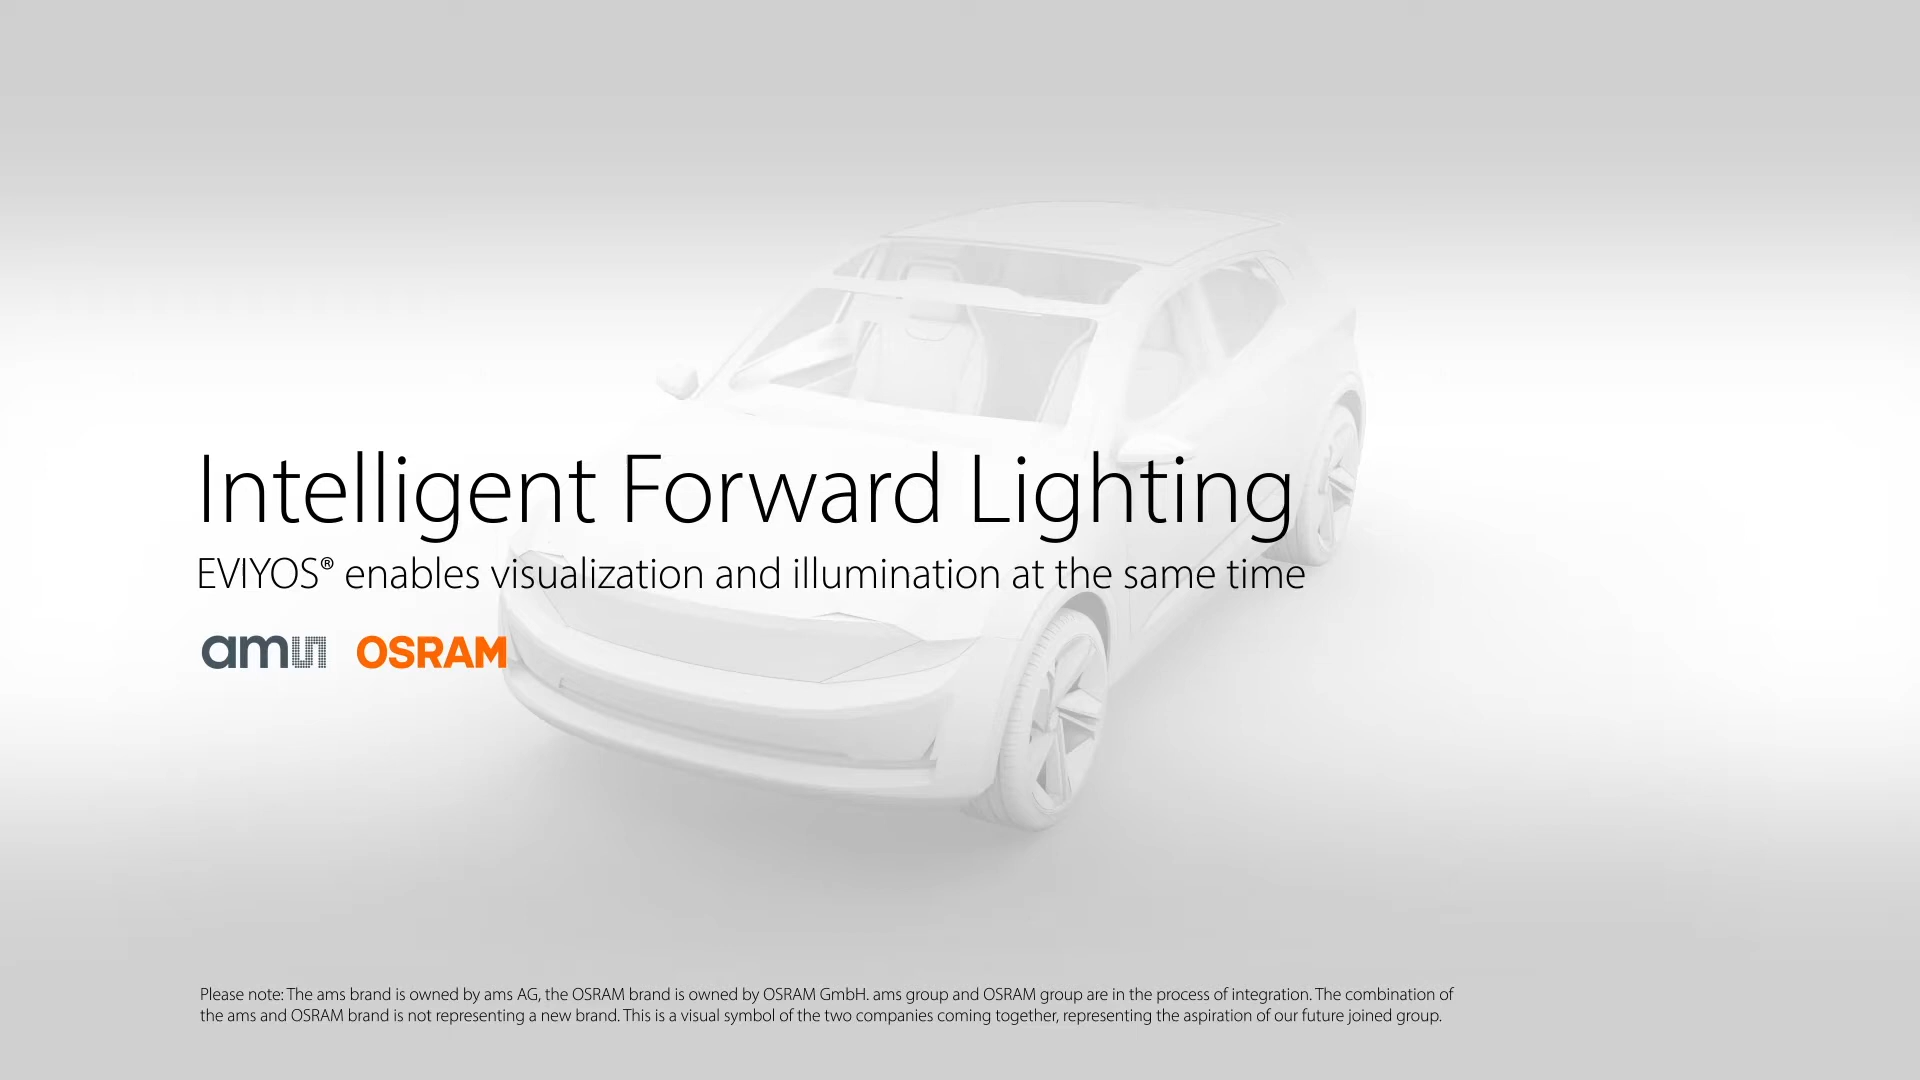 Intelligent Forward Lighting
EVIYOS® enables visualization and illumination at the same time
amu OSRAM
Please note: The ams brand is owned by ams AG, the OSRAM brand is owned by OSRAM GmbH. ams group and OSRAM group are in the process of integration. The combination of
the ams and OSRAM brand is not representing a new brand. This is a visual symbol of the two companies coming together, representing the aspiration of our future joined group.